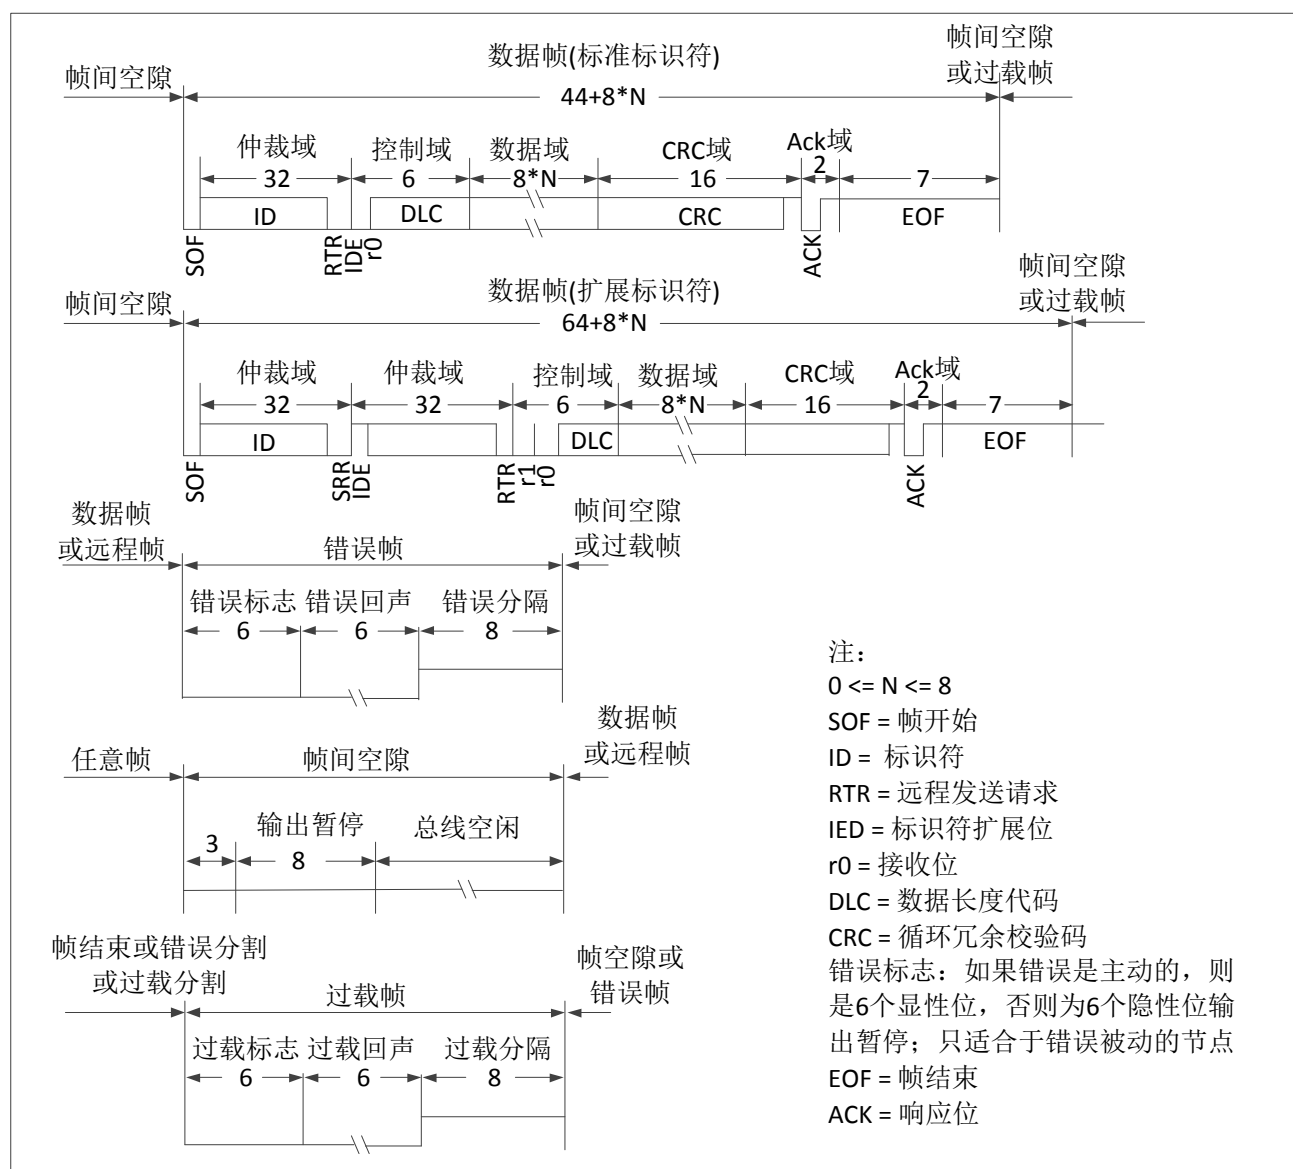 数据帧(标准标识符)
帧间空隙
或过载帧
帧间空隙
44+8*N
仲裁域 控制域 数据域 CRC域 Ack域
32 6 8*N 16 2 7
ID DLC CRC EOF
SOF RTR IDE r0 ACK
数据帧(扩展标识符)
帧间空隙
或过载帧
帧间空隙
64+8*N
仲裁域 仲裁域 控制域 数据域 CRC域 Ack域
32 32 6 8*N 16 2 7
ID DLC EOF
SOF SRR IDE RTR r1 r0 ACK
数据帧
或远程帧
错误帧
帧间空隙
或过载帧
错误标志 错误回声 错误分隔
6 6 8
任意帧
帧间空隙
数据帧
或远程帧
输出暂停 总线空闲
3 8
帧结束或错误分割
或过载分割
过载帧
帧空隙或
错误帧
过载标志 过载回声 过载分隔
6 6 8
注：
0 <= N <= 8
SOF = 帧开始
ID = 标识符
RTR = 远程发送请求
IED = 标识符扩展位
r0 = 接收位
DLC = 数据长度代码
CRC = 循环冗余校验码
错误标志：如果错误是主动的，则
是6个显性位，否则为6个隐性位输
出暂停；只适合于错误被动的节点
EOF = 帧结束
ACK = 响应位